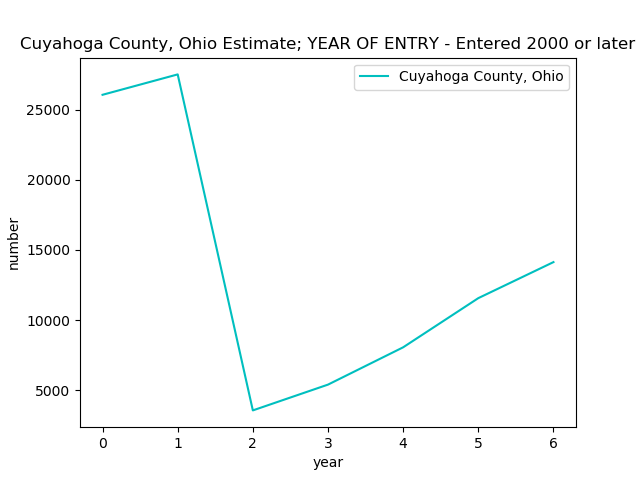 Cuyahoga County, Ohio Estimate; YEAR OF ENTRY - Entered 2000 or later
Cuyahoga County, Ohio
25000
20000
15000
10000
5000
number
0 1 2 3 4 5 6
year